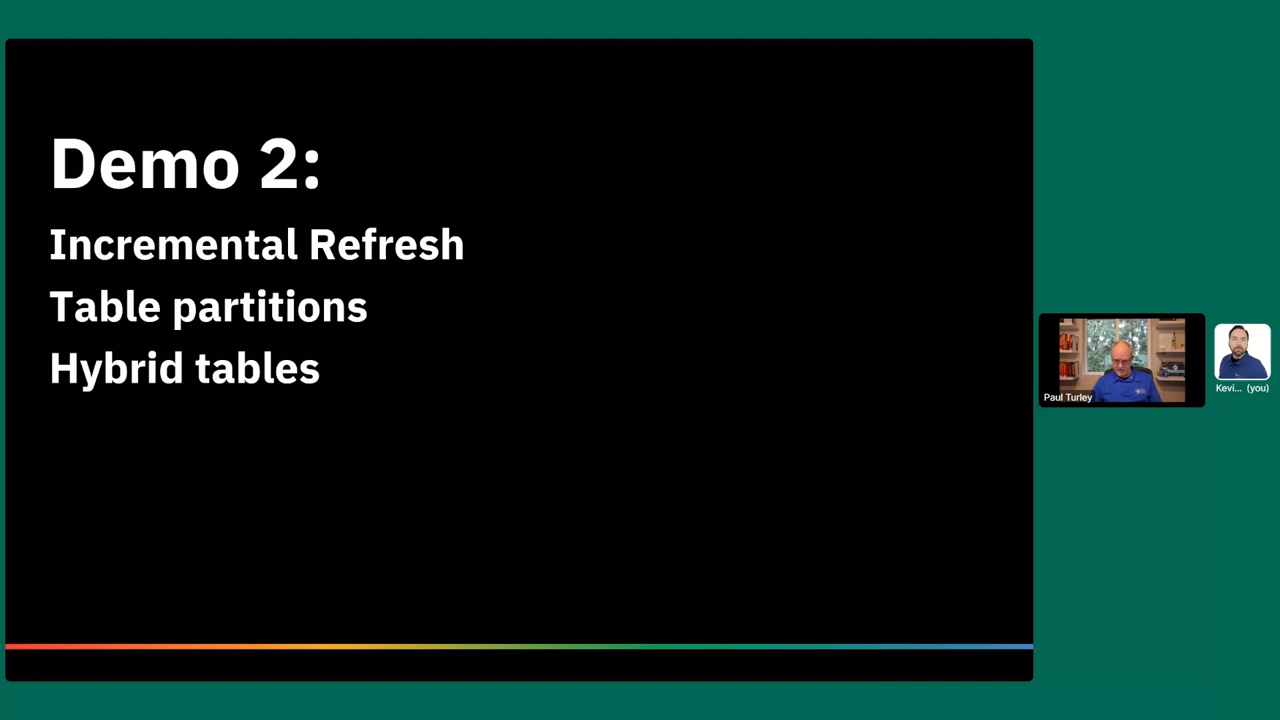 Demo 2:
Incremental Refresh
Table partitions
Hybrid tables
Paul Turley
Kevi... (you)